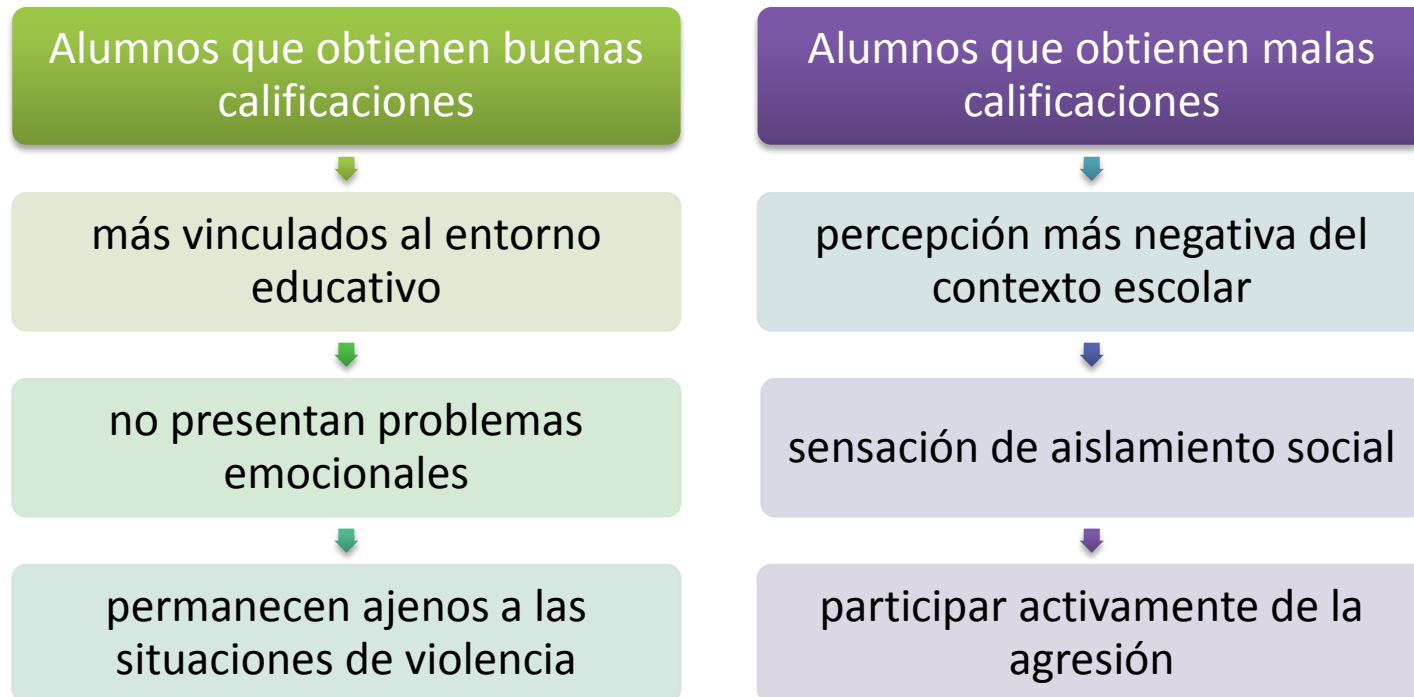 Alumnos que obtienen buenas
calificaciones
más vinculados al entorno
educativo
no presentan problemas
emocionales
permanecen ajenos a las
situaciones de violencia
Alumnos que obtienen malas
calificaciones
percepción más negativa del
contexto escolar
sensación de aislamiento social
participar activamente de la
agresión